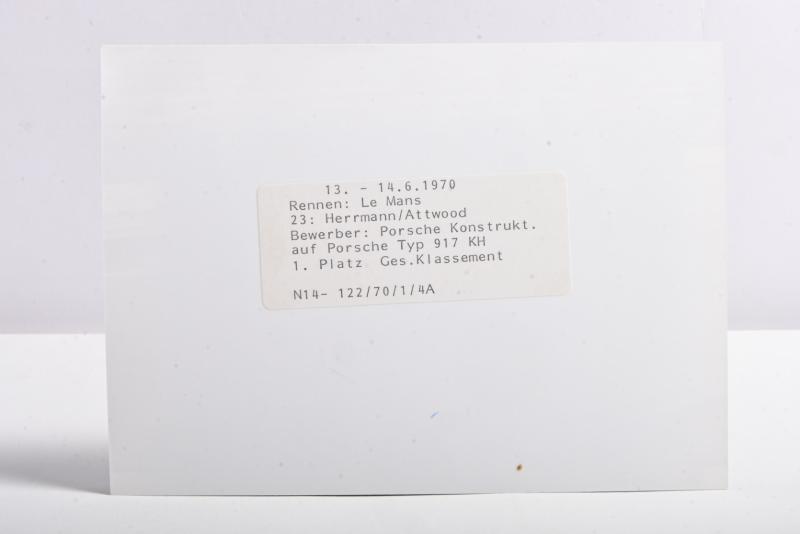 13. - 14.6.1970
Rennen: Le Mans
23: Herrmann/Attwood
Bewerber: Porsche Konstrukt.
auf Porsche Typ 917 KH
1. Platz Ges.Klassement
N14- 122/70/1/4A